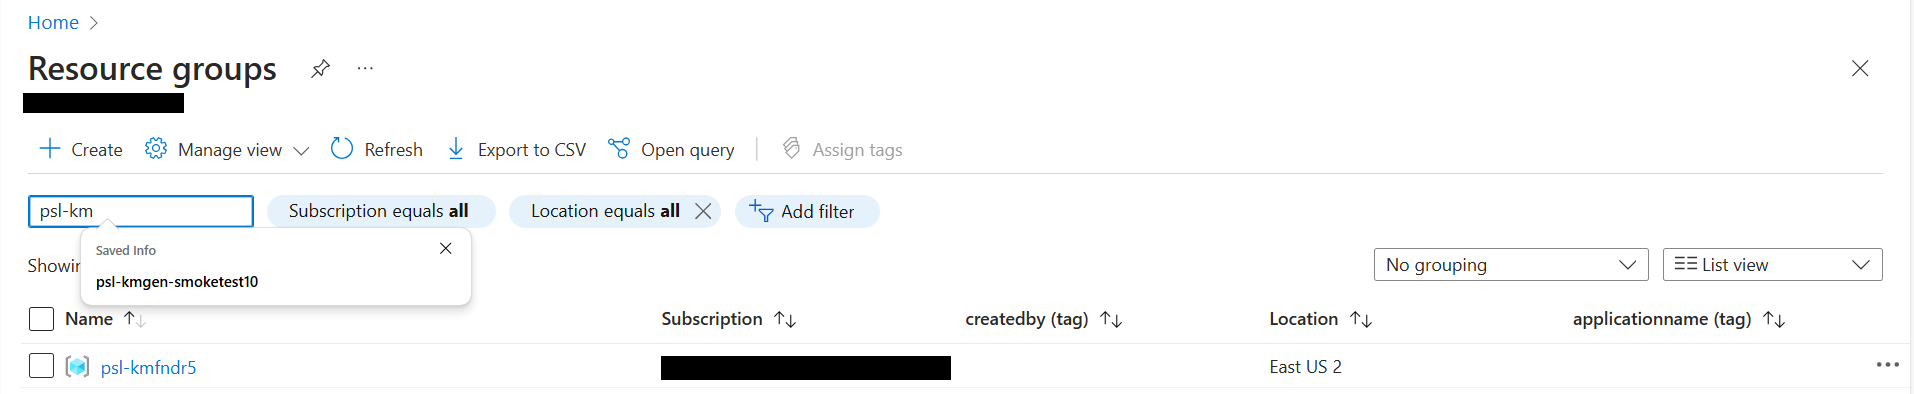 Home
Resource groups
Create Manage view Refresh Export to CSV Open query Assign tags
psl-km Subscription equals all Location equals all Add filter
Saved Info
psl-kmgen-smoketest10
No grouping List view
Name Subscription createdby (tag) Location applicationname (tag)
psl-kmfndr5 East US 2